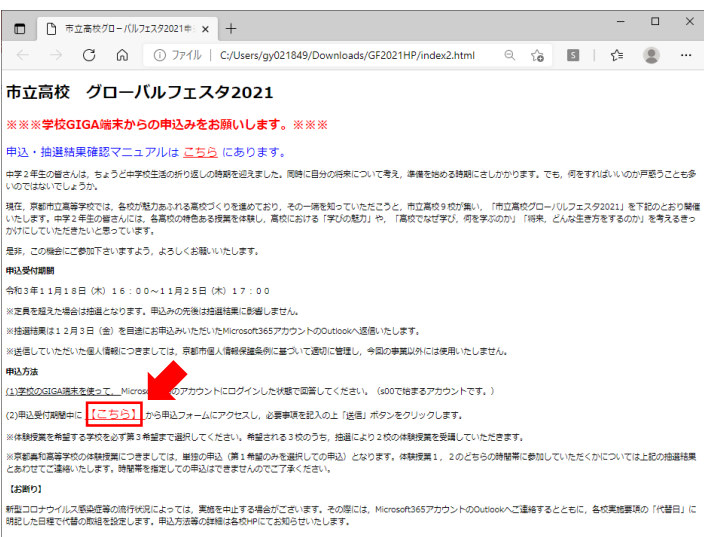 市立高校グローバルフェスタ2021申
ファイル | C:/Users/gy021849/Downloads/GF2021HP/index2.html
市立高校 グローバルフェスタ2021
※※※学校GIGA端末からの申込みをお願いします。※※※
申込・抽選結果確認マニュアルは こちら にあります。
中学２年生の皆さんは，ちょうど中学校生活の折り返しの時期を迎えました。同時に自分の将来について考え，準備を始める時期にさしかかります。でも，何をすればいいのか戸惑うことも多
いのではないでしょうか。
現在，京都市立高等学校では，各校が魅力あふれる高校づくりを進めており，その一端を知っていただこうと，市立高校９校が集い，「市立高校グローバルフェスタ2021」を下記のとおり開催
いたします。中学２年生の皆さんには，各高校の特色ある授業を体験し，高校における「学びの魅力」や，「高校でなぜ学び，何を学ぶのか」「将来，どんな生き方をするのか」を考えるきっ
かけにしていただきたいと思っています。
是非，この機会にご参加下さいますよう，よろしくお願いいたします。
申込受付期間
令和３年１１月１８日（木）１６：００～１１月２５日（木）１７：００
※定員を超えた場合は抽選となります。申込みの先後は抽選結果に影響しません。
※抽選結果は１２月３日（金）を目途にお申込みいただいたMicrosoft365アカウントのOutlookへ返信いたします。
※送信していただいた個人情報につきましては，京都市個人情報保護条例に基づいて適切に管理し，今回の事業以外には使用いたしません。
申込方法
(1)学校のGIGA端末を使って， Microso のアカウントにログインした状態で回答してください。（s00で始まるアカウントです。）
(2)申込受付期間中に 【こちら】 から申込フォームにアクセスし，必要事項を記入の上「送信」ボタンをクリックします。
※体験授業を希望する学校を必ず第３希望まで選択してください。希望される３校のうち，抽選により２校の体験授業を受講していただきます。
※京都奏和高等学校の体験授業につきましては，単独の申込（第１希望のみを選択しての申込）となります。体験授業１，２のどちらの時間帯に参加していただくかについては上記の抽選結果
とあわせてご連絡いたします。時間帯を指定しての申込はできませんのでご了承ください。
【お断り】
新型コロナウイルス感染症等の流行状況によっては，実施を中止する場合がございます。その際には，Microsoft365アカウントのOutlookへご連絡するとともに，各校実施要項の「代替日」に
明記した日程で代替の取組を設定します。申込方法等の詳細は各校HPにてお知らせいたします。